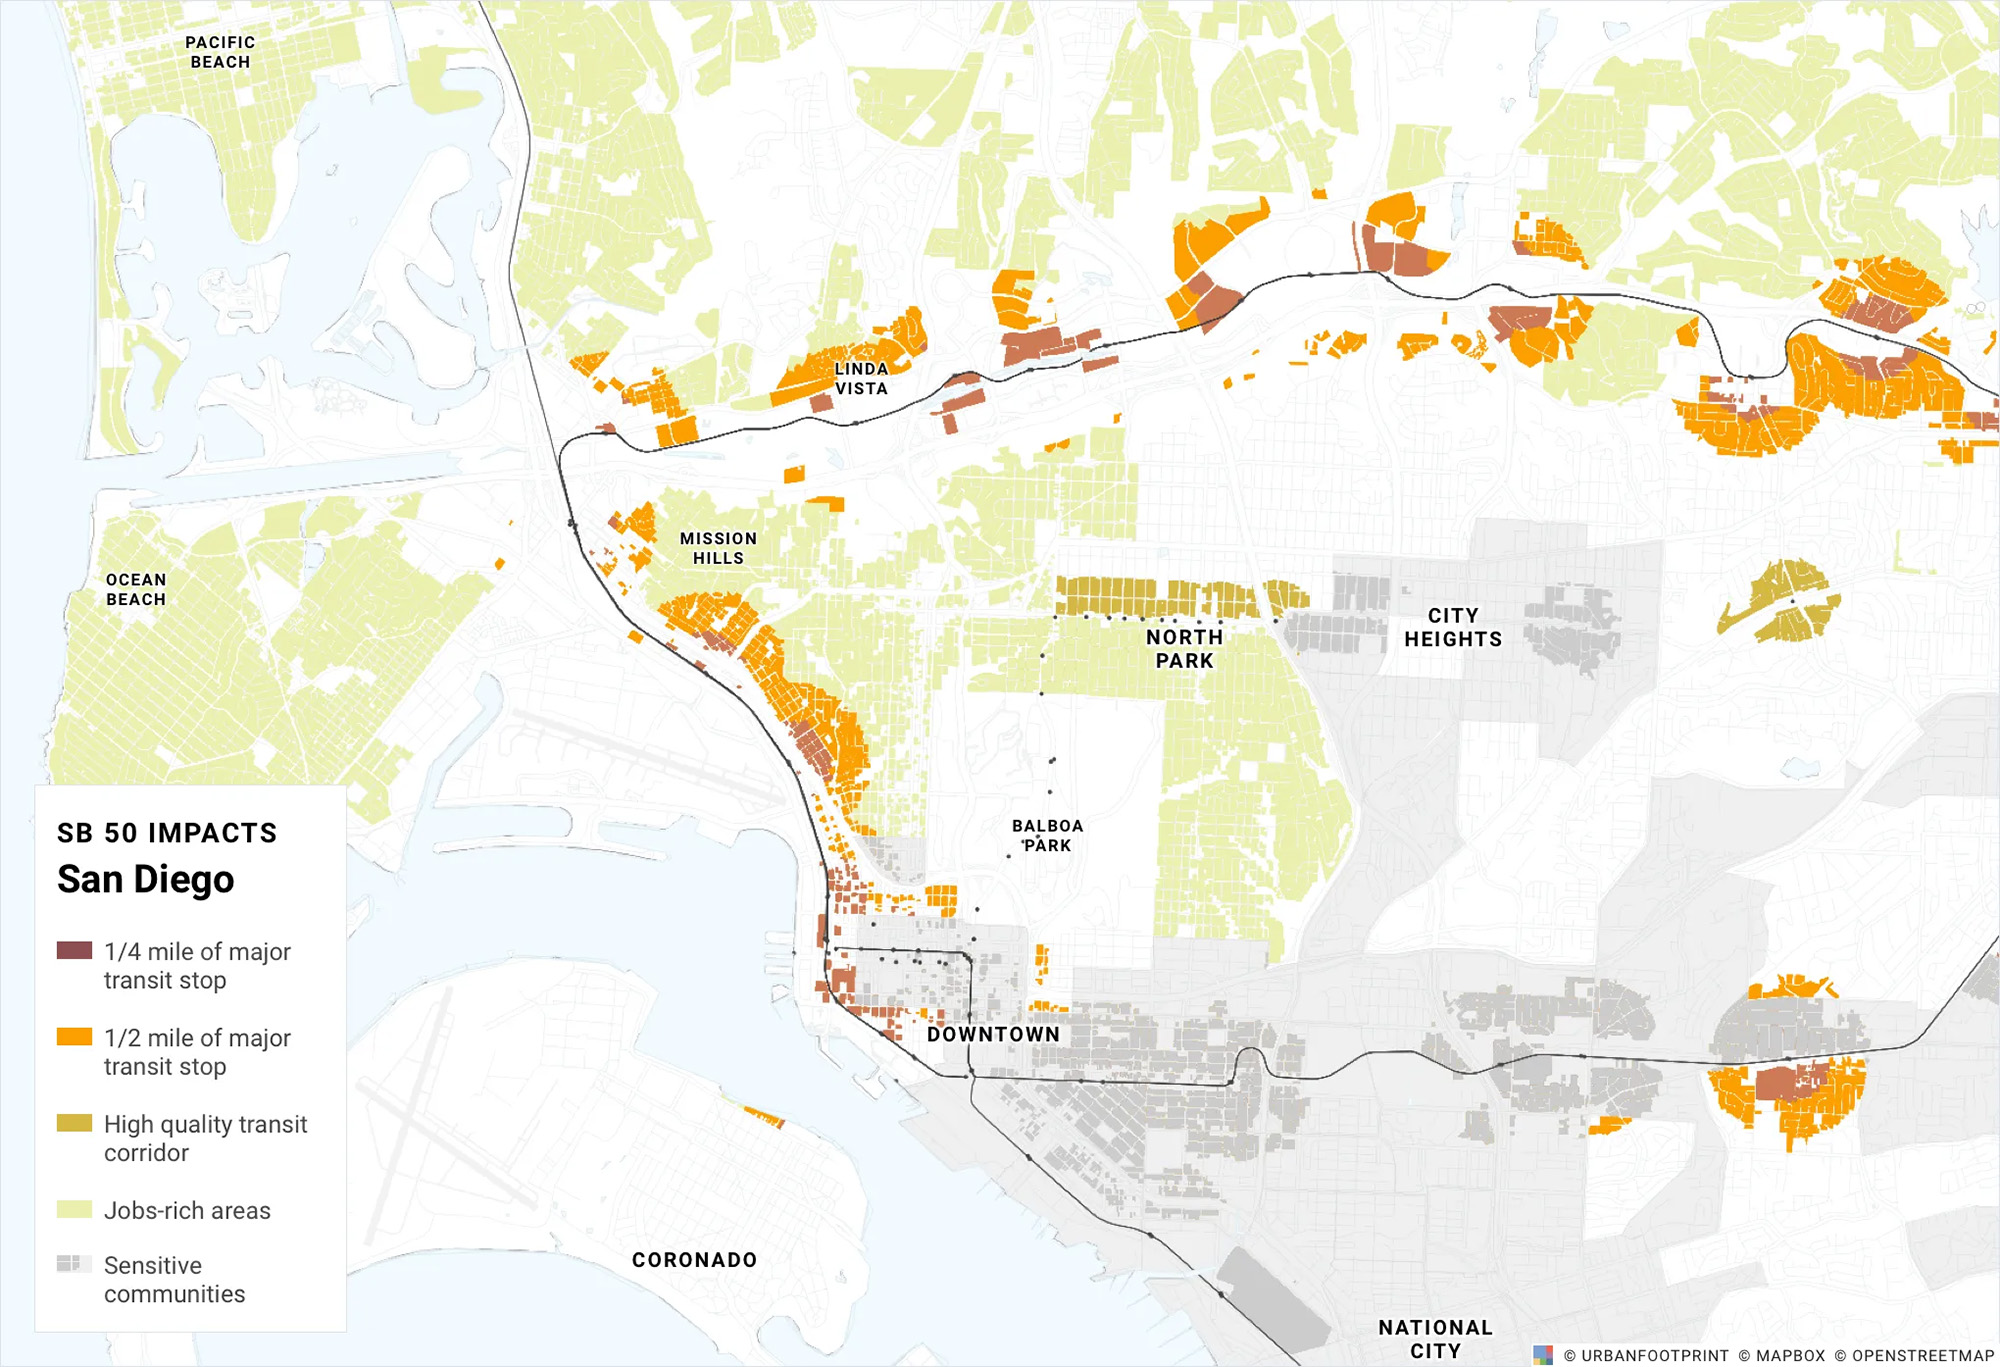 PACIFIC
BEACH
LINDA
VISTA
MISSION
HILLS
OCEAN
BEACH
CITY
HEIGHTS
NORTH
PARK
BALBOA
PARK
DOWNTOWN
CORONADO
NATIONAL
CITY
SB 50 IMPACTS
San Diego
1/4 mile of major
transit stop
1/2 mile of major
transit stop
High quality transit
corridor
Jobs-rich areas
Sensitive
communities
© URBANFOOTPRINT © MAPBOX © OPENSTREETMAP